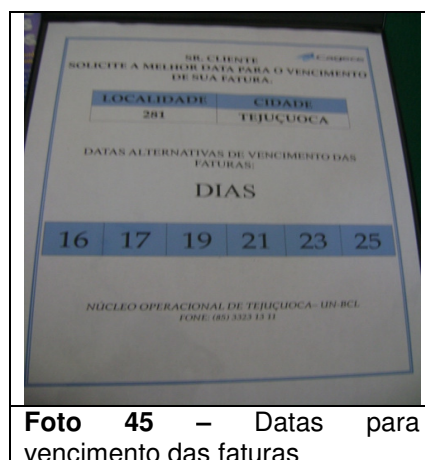 Cagece
SR. CLIENTE
SOLICITE A MELHOR DATA PARA O VENCIMENTO
DE SUA FATURA.
LOCALIDADE CIDADE
281 TEJUÇUOCA
DATAS ALTERNATIVAS DE VENCIMENTO DAS
FATURAS:
DIAS
16 17 19 21 23 25
NÚCLEO OPERACIONAL DE TEJUÇUOCA– UN-BCL
FONE: (85) 3323 13 11
Foto 45 – Datas para
vencimento das faturas